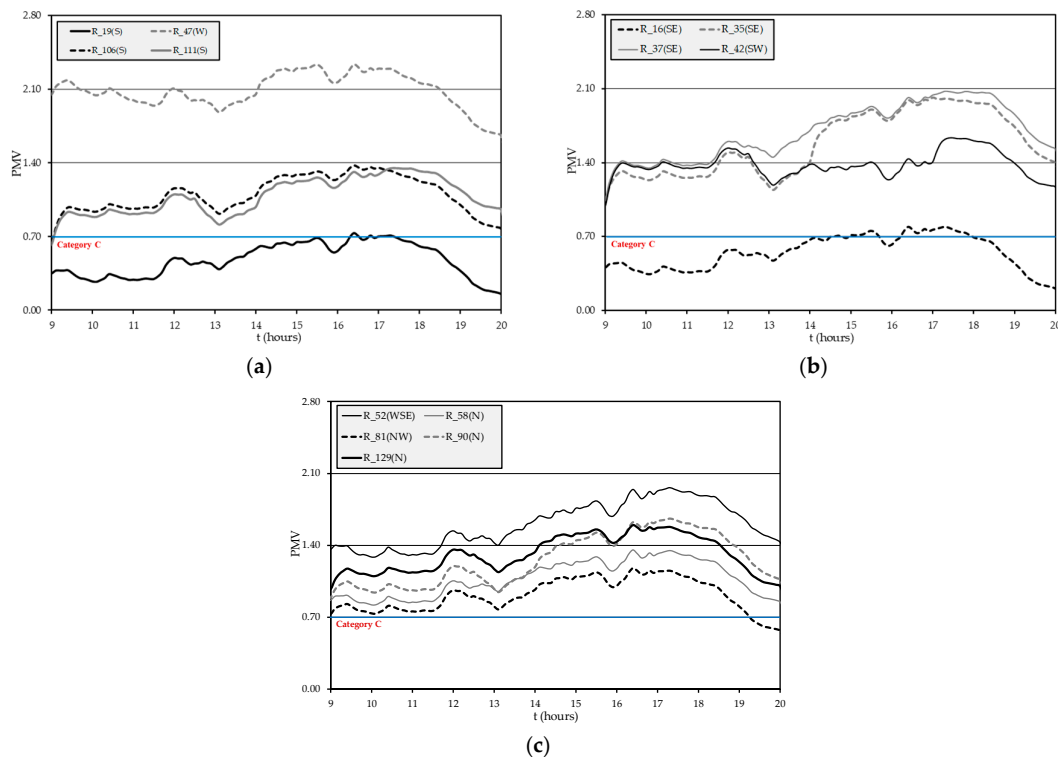 2.80
R_19(S) R_47(W)
R_106(S) R_111(S)
2.10
1.40
0.70
0.00
PMV
Category C
9 10 11 12 13 14 15 16 17 18 19 20
t (hours)
(a)
2.80
R_16(SE) R_35(SE)
R_37(SE) R_42(SW)
2.10
1.40
0.70
0.00
PMV
Category C
9 10 11 12 13 14 15 16 17 18 19 20
t (hours)
(b)
2.80
R_52(WSE) R_58(N)
R_81(NW) R_90(N)
R_129(N)
2.10
1.40
0.70
0.00
PMV
Category C
9 10 11 12 13 14 15 16 17 18 19 20
t (hours)
(c)